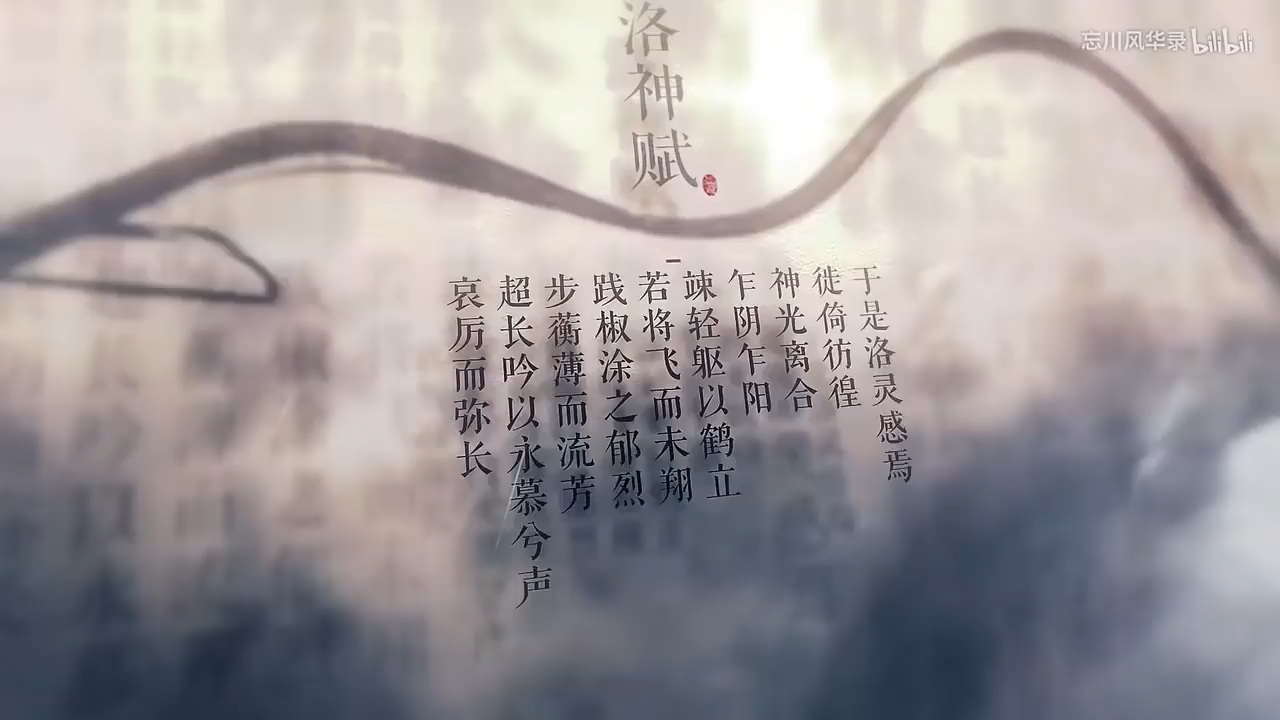 忘川风华录 bilibili
洛神赋
于是洛灵感焉
徙倚彷徨
神光离合
乍阴乍阳
竦轻躯以鹤立
若将飞而未翔
践椒涂之郁烈
步蘅薄而流芳
超长吟以永慕兮声
哀厉而弥长